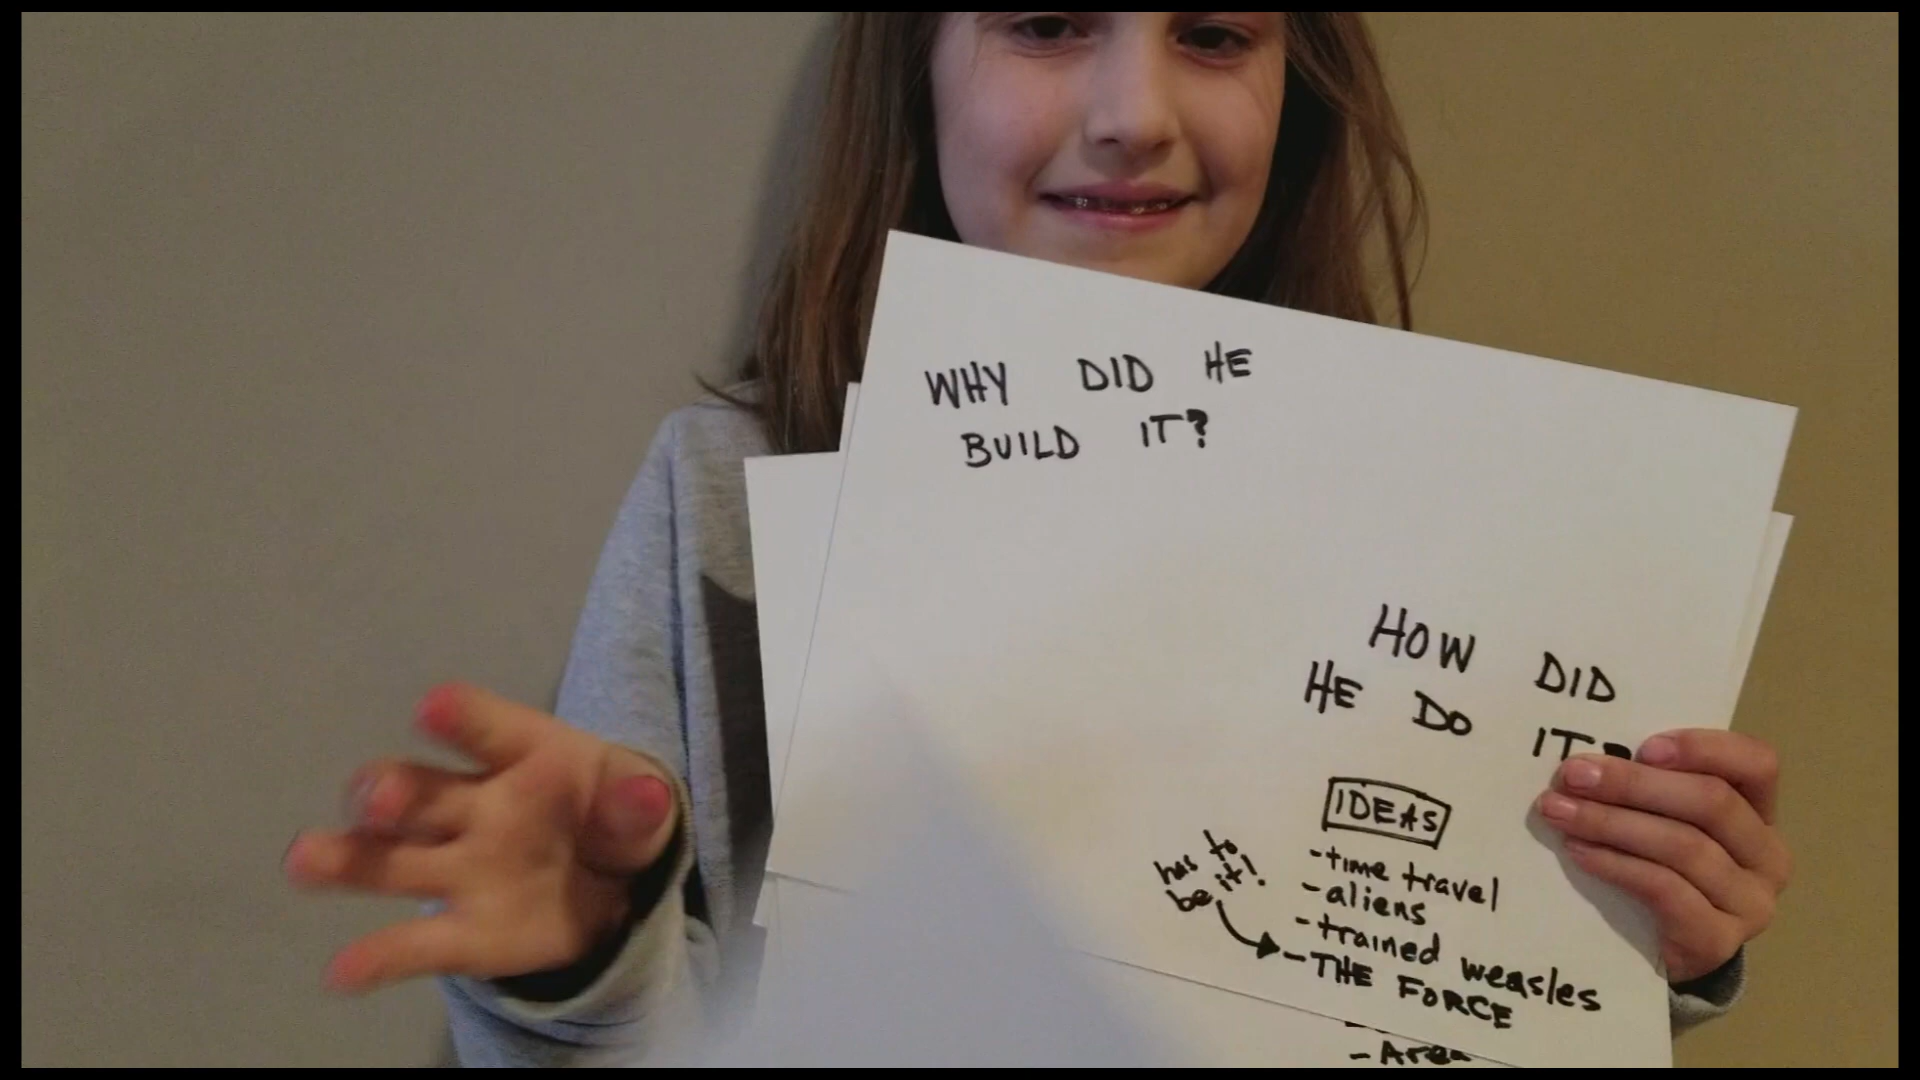 WHY DID HE
BUILD IT?
HOW DID
HE DO IT?
IDEAS
-time travel
-aliens
-trained weasles
-THE FORCE
has to
be it!
-Area